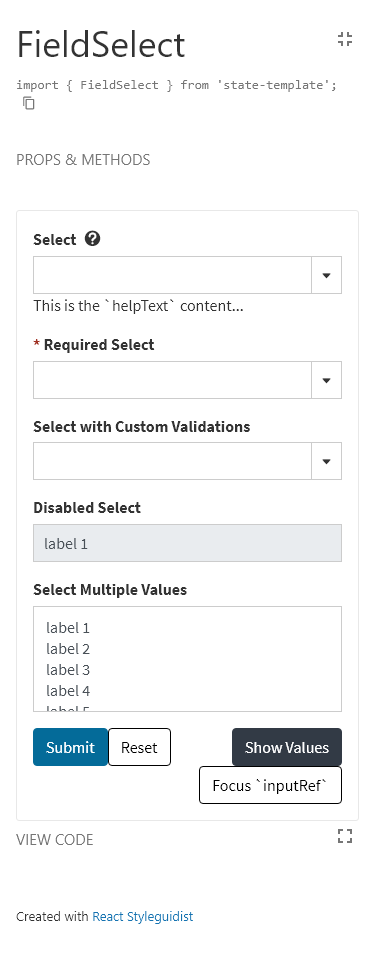 FieldSelect
import { FieldSelect } from 'state-template';
PROPS & METHODS
Select
This is the `helpText` content...
* Required Select
Select with Custom Validations
Disabled Select
label 1
Select Multiple Values
label 1
label 2
label 3
label 4
label 5
Submit Reset Show Values
Focus `inputRef`
VIEW CODE
Created with React Styleguidist